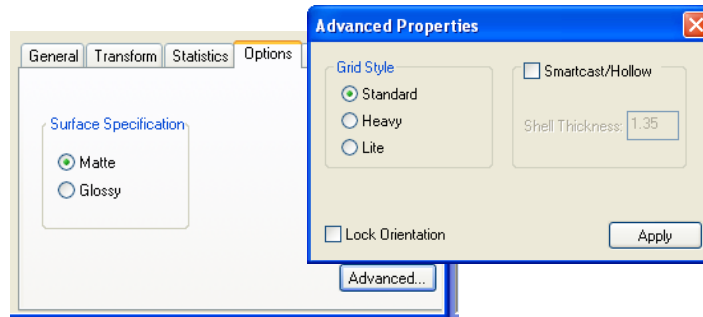 General Transform Statistics Options
Surface Specification
Matte
Glossy
Advanced...
Advanced Properties
Grid Style
Standard
Heavy
Lite
Smartcast/Hollow
Shell Thickness: 1.35
Lock Orientation
Apply